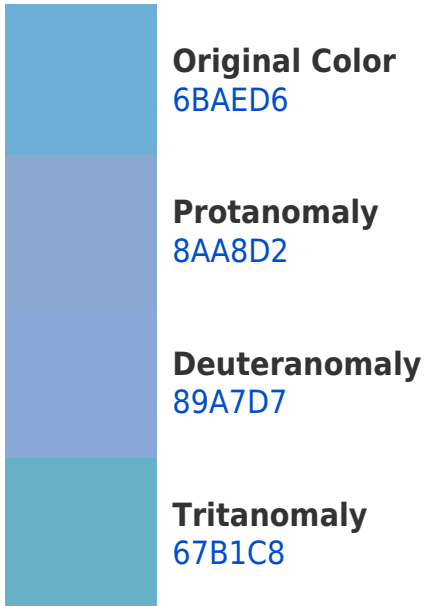 Original Color
6BAED6
Protanomaly
8AA8D2
Deuteranomaly
89A7D7
Tritanomaly
67B1C8